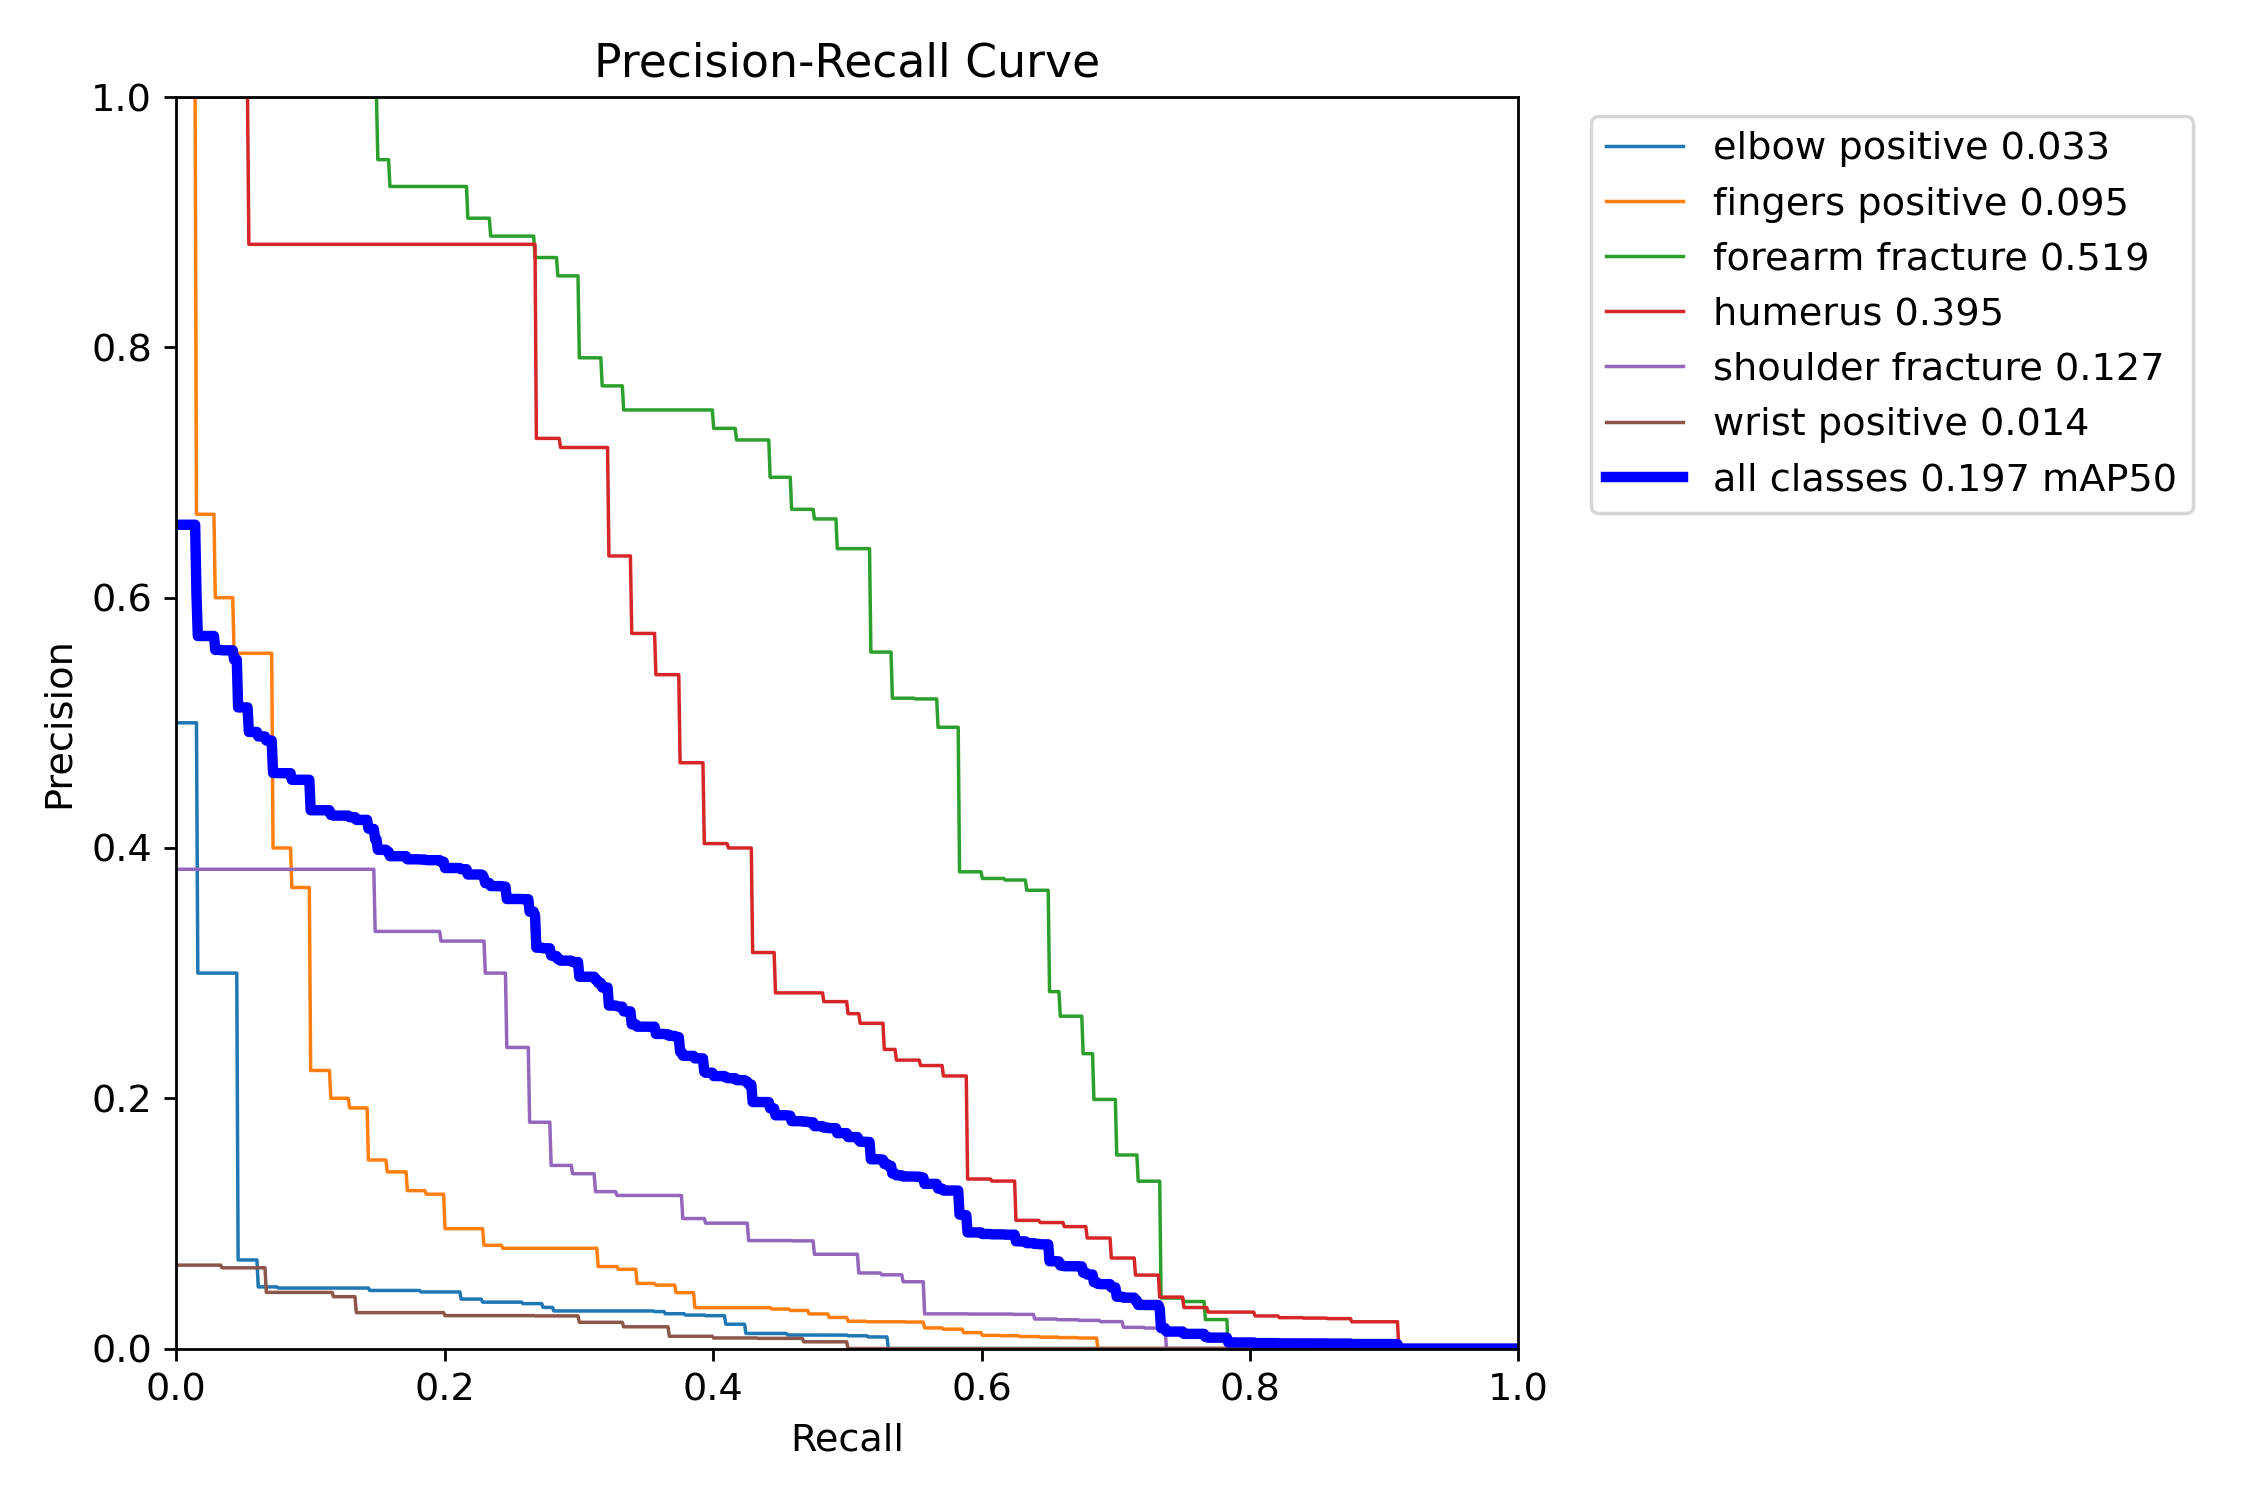 Precision-Recall Curve
1.0
0.8
0.6
0.4
0.2
0.0
Precision
0.0 0.2 0.4 0.6 0.8 1.0
Recall
elbow positive 0.033
fingers positive 0.095
forearm fracture 0.519
humerus 0.395
shoulder fracture 0.127
wrist positive 0.014
all classes 0.197 mAP50